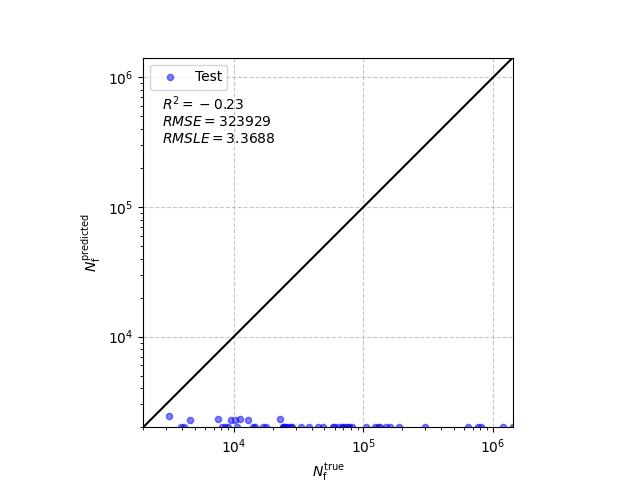 Test
R² = −0.23
RMSE = 323929
RMSLE = 3.3688
10⁶
10⁵
10⁴
N_f^predicted
10⁴ 10⁵ 10⁶
N_f^true